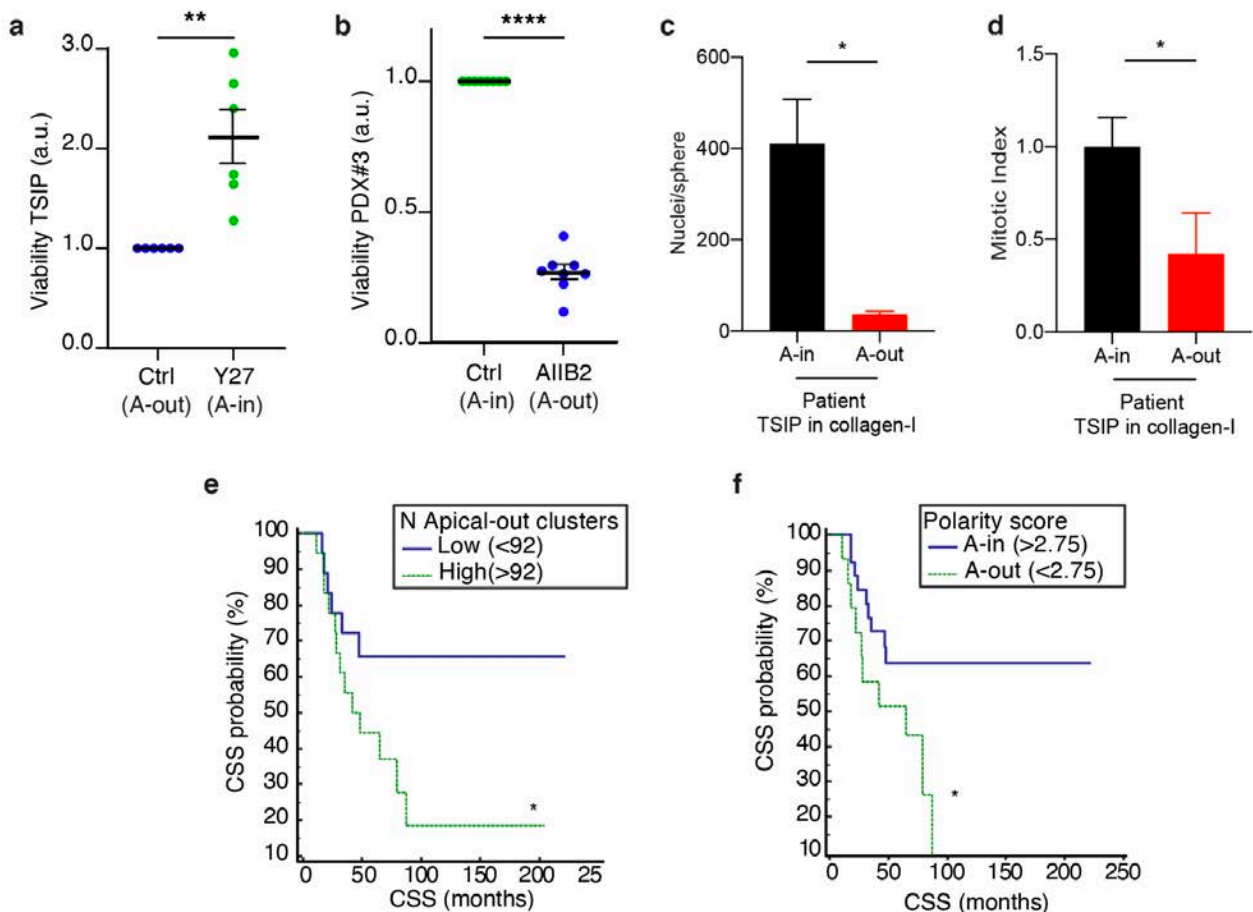 a
**
Viability TSIP (a.u.)
3.0
2.0
1.0
0.0
Ctrl
(A-out)
Y27
(A-in)
b
****
Viability PDX#3 (a.u.)
1.0
0.5
0.0
Ctrl
(A-in)
AIIB2
(A-out)
c
*
Nuclei/sphere
600
400
200
0
A-in
A-out
Patient
TSIP in collagen-I
d
*
Mitotic Index
1.5
1.0
0.5
0.0
A-in
A-out
Patient
TSIP in collagen-I
e
N Apical-out clusters
Low (<92)
High(>92)
CSS probability (%)
100
90
80
70
60
50
40
30
20
10
*
0 50 100 150 200 25
CSS (months)
f
Polarity score
A-in (>2.75)
A-out (<2.75)
CSS probability (%)
100
90
80
70
60
50
40
30
20
10
*
0 50 100 150 200 250
CSS (months)